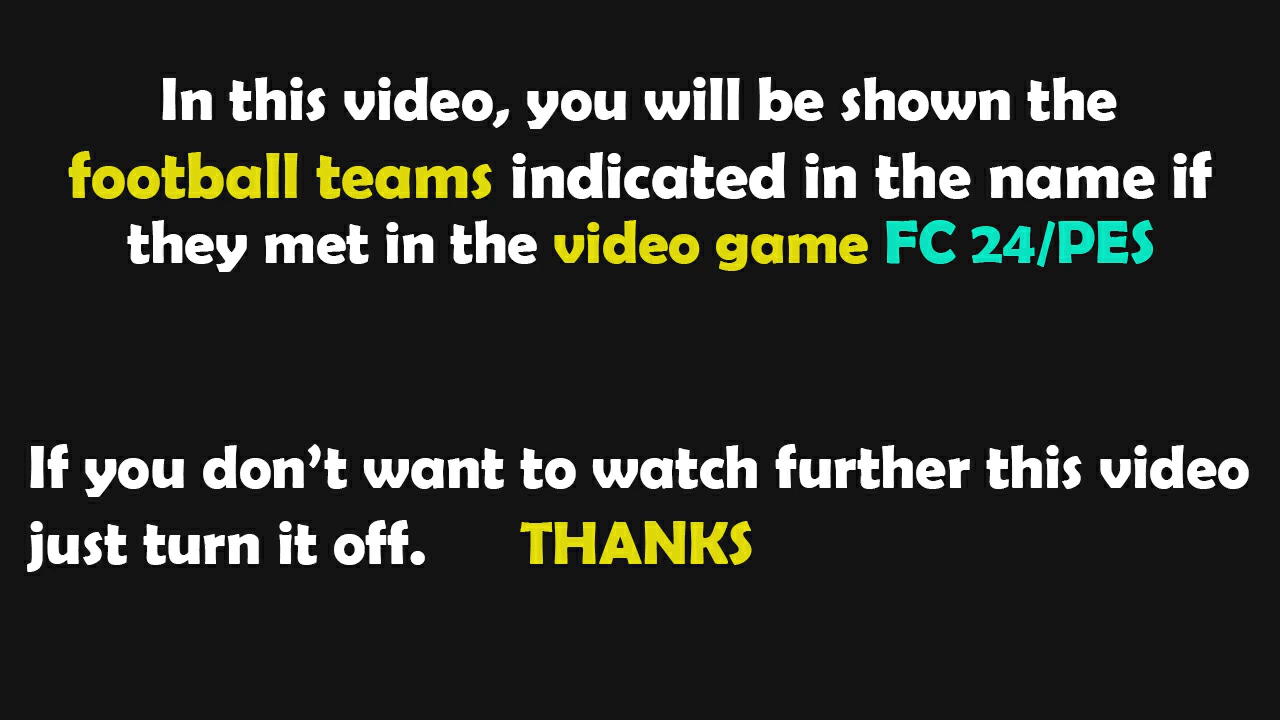 In this video, you will be shown the
football teams indicated in the name if
they met in the video game FC 24/PES
If you don’t want to watch further this video
just turn it off. THANKS